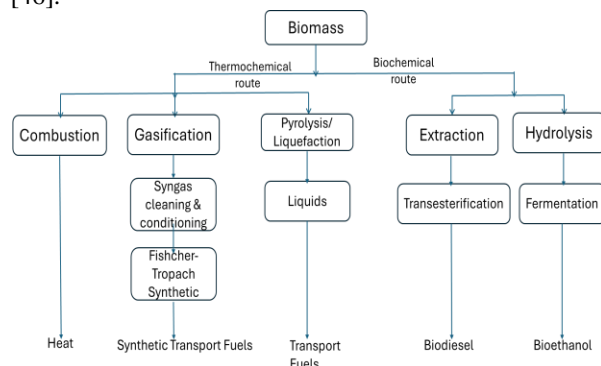 [40].
Biomass
Thermochemical
route
Biochemical
route
Combustion
Gasification
Pyrolysis/
Liquefaction
Extraction
Hydrolysis
Syngas
cleaning &
conditioning
Liquids
Transesterification
Fermentation
Fishcher-
Tropach
Synthetic
Heat
Synthetic Transport Fuels
Transport
Fuels
Biodiesel
Bioethanol